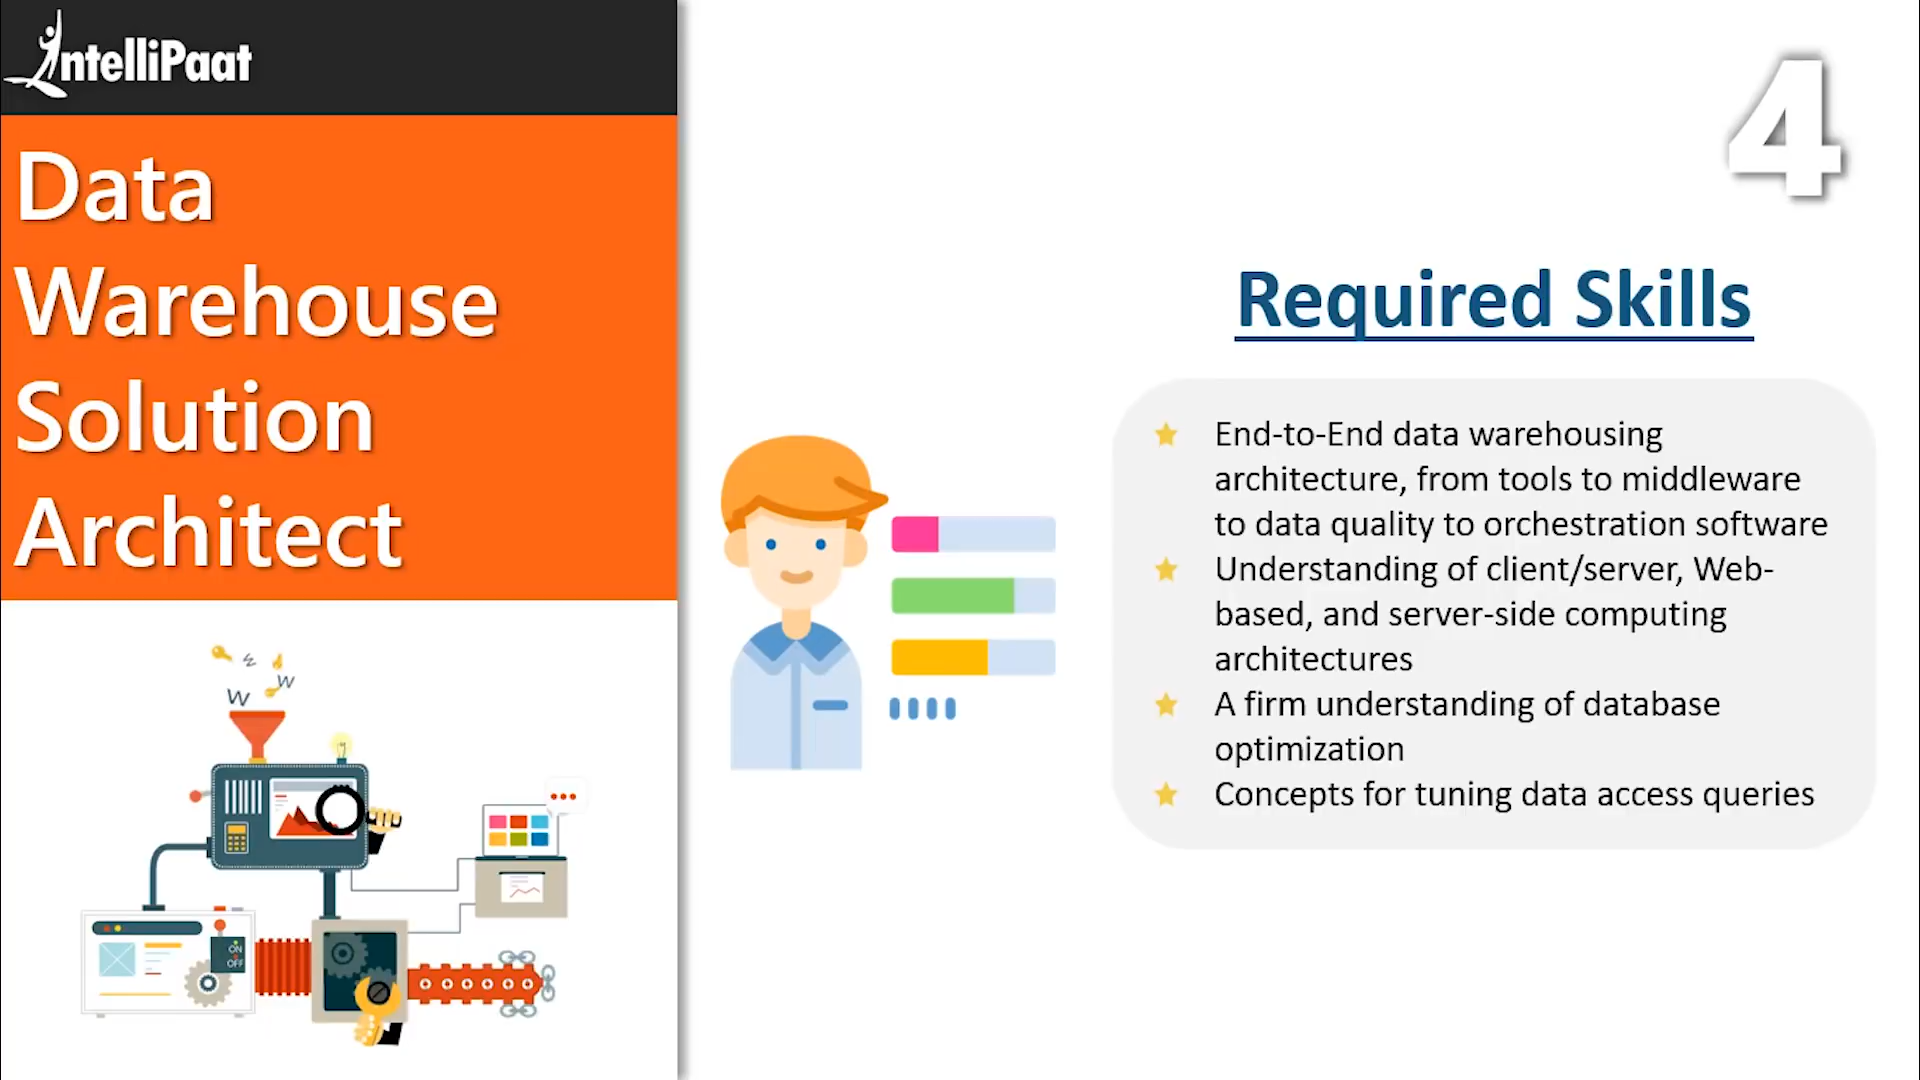 IntelliPaat
Data
Warehouse
Solution
Architect
4
Required Skills
End-to-End data warehousing
architecture, from tools to middleware
to data quality to orchestration software
Understanding of client/server, Web-
based, and server-side computing
architectures
A firm understanding of database
optimization
Concepts for tuning data access queries
W
W
ON
OFF